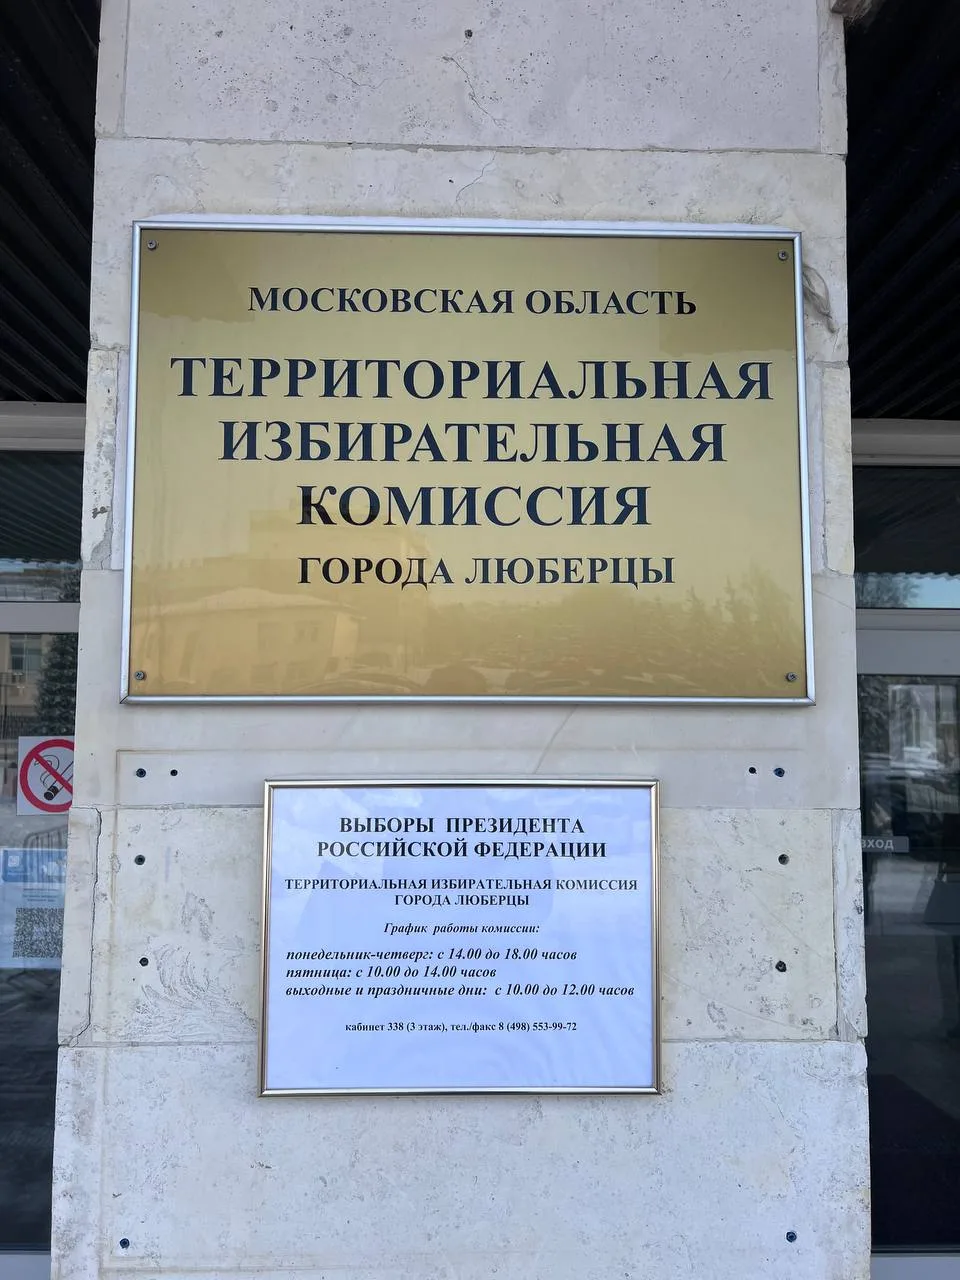 МОСКОВСКАЯ ОБЛАСТЬ
ТЕРРИТОРИАЛЬНАЯ
ИЗБИРАТЕЛЬНАЯ
КОМИССИЯ
ГОРОДА ЛЮБЕРЦЫ
ВЫБОРЫ ПРЕЗИДЕНТА
РОССИЙСКОЙ ФЕДЕРАЦИИ
ТЕРРИТОРИАЛЬНАЯ ИЗБИРАТЕЛЬНАЯ КОМИССИЯ
ГОРОДА ЛЮБЕРЦЫ
График работы комиссии:
понедельник-четверг: с 14.00 до 18.00 часов
пятница: с 10.00 до 14.00 часов
выходные и праздничные дни: с 10.00 до 12.00 часов
кабинет 338 (3 этаж), тел./факс 8 (498) 553-99-72